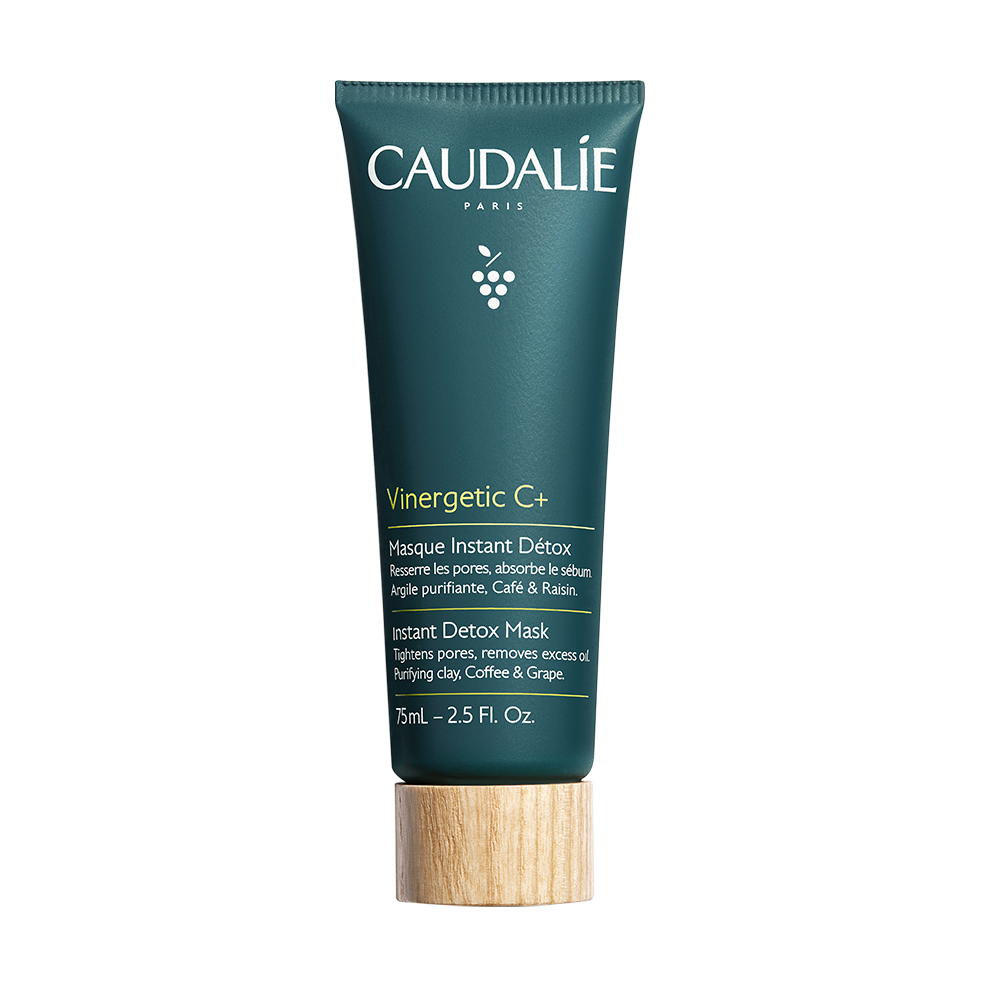 CAUDALÍE
PARIS
Vinergetic C+
Masque Instant Détox
Resserre les pores, absorbe le sébum.
Argile purifiante, Café & Raisin.
Instant Detox Mask
Tightens pores, removes excess oil.
Purifying clay, Coffee & Grape.
75mL – 2.5 Fl. Oz.